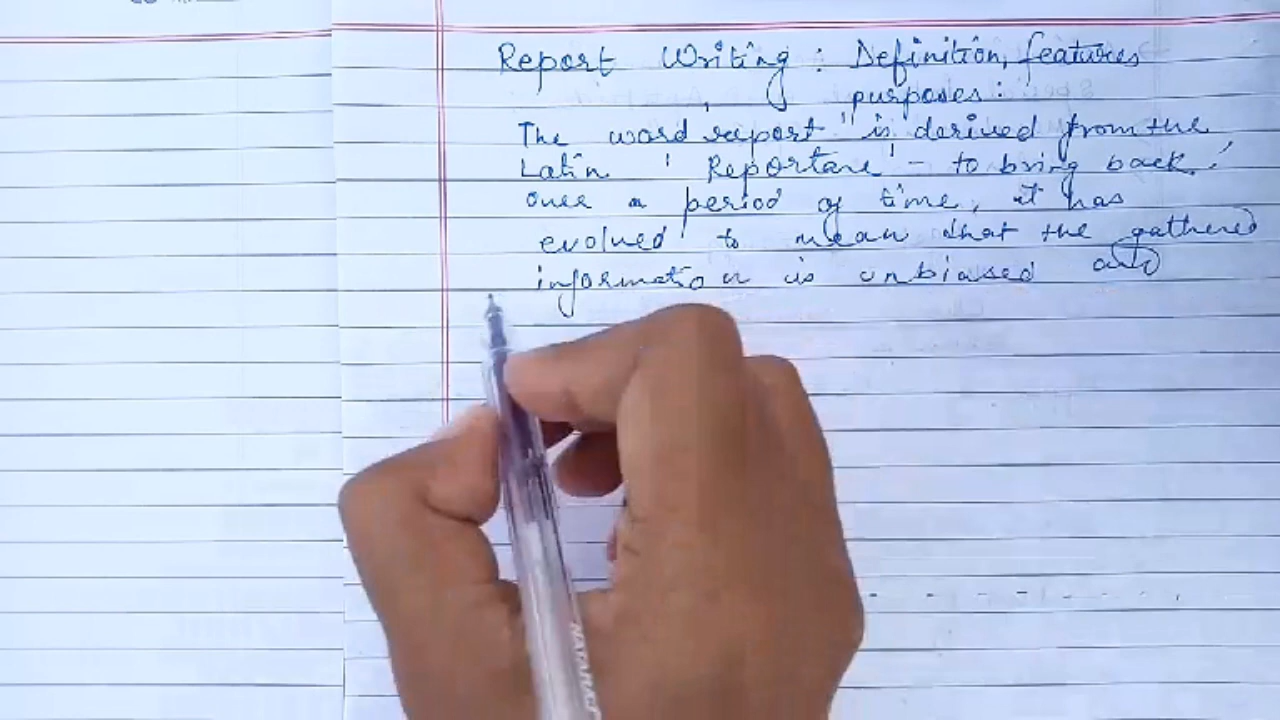 Report Writing : Definition, features
purposes :
The word report" is derived from the
Latin ' Reportare' - to bring back.'
over a period of time, it has
evolved to mean that the gathered
information is unbiased and
NATARAJ